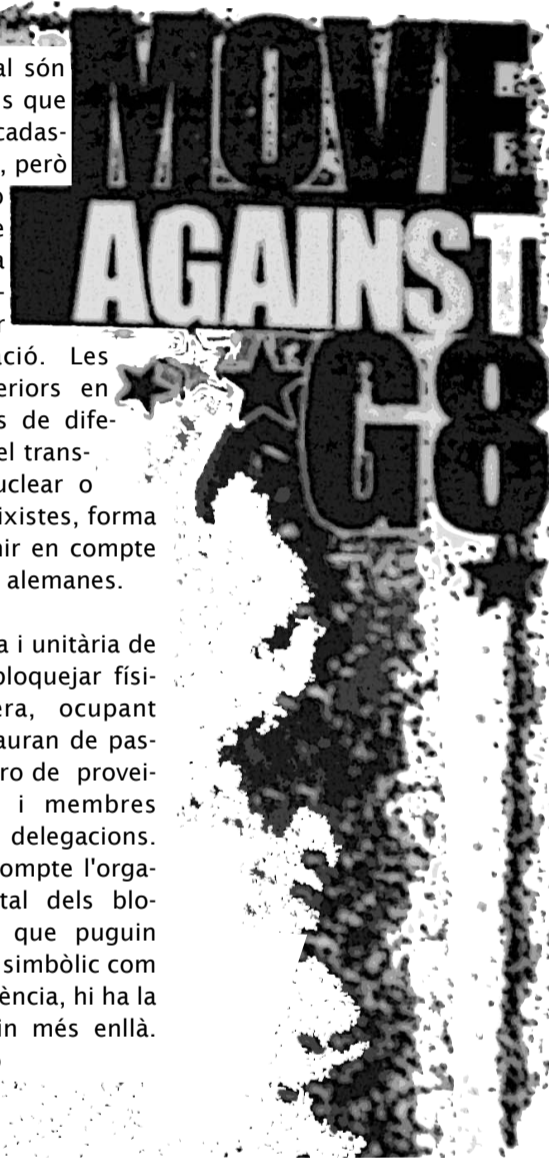 MOVE
AGAINST
G8
al són
s que
cadas-
, però
ació. Les
eriors en
s de dife-
el trans-
uclear o
ixistes, forma
nir en compte
alemanes.
a i unitària de
bloquejar físi-
era, ocupant
auran de pas-
ro de provei-
i membres
delegacions.
ompte l'orga-
tal dels blo-
que puguin
simbòlic com
ència, hi ha la
in més enllà.